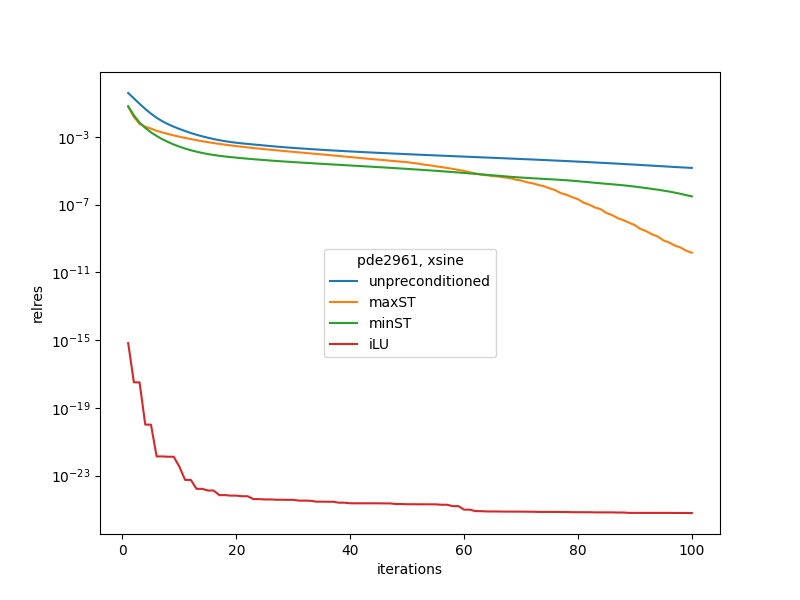 10⁻³
10⁻⁷
10⁻¹¹
10⁻¹⁵
10⁻¹⁹
10⁻²³
relres
pde2961, xsine
unpreconditioned
maxST
minST
iLU
0 20 40 60 80 100
iterations